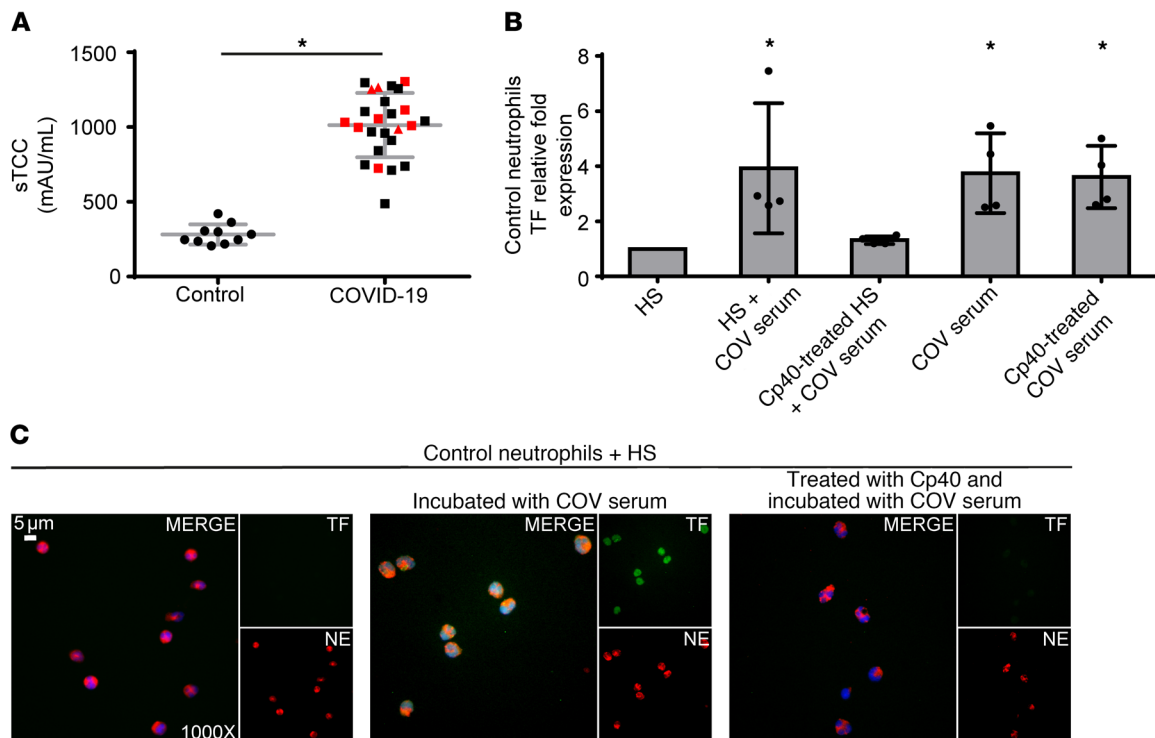 A
*
sTCC
(mAU/mL)
1500
1000
500
0
Control
COVID-19
B
Control neutrophils
TF relative fold
expression
8
6
4
2
0
*
*
*
HS
HS +
COV serum
Cp40-treated HS
+ COV serum
COV serum
Cp40-treated
COV serum
C
Control neutrophils + HS
Incubated with COV serum
Treated with Cp40 and
incubated with COV serum
5 μm
MERGE
TF
NE
1000X
MERGE
TF
NE
MERGE
TF
NE